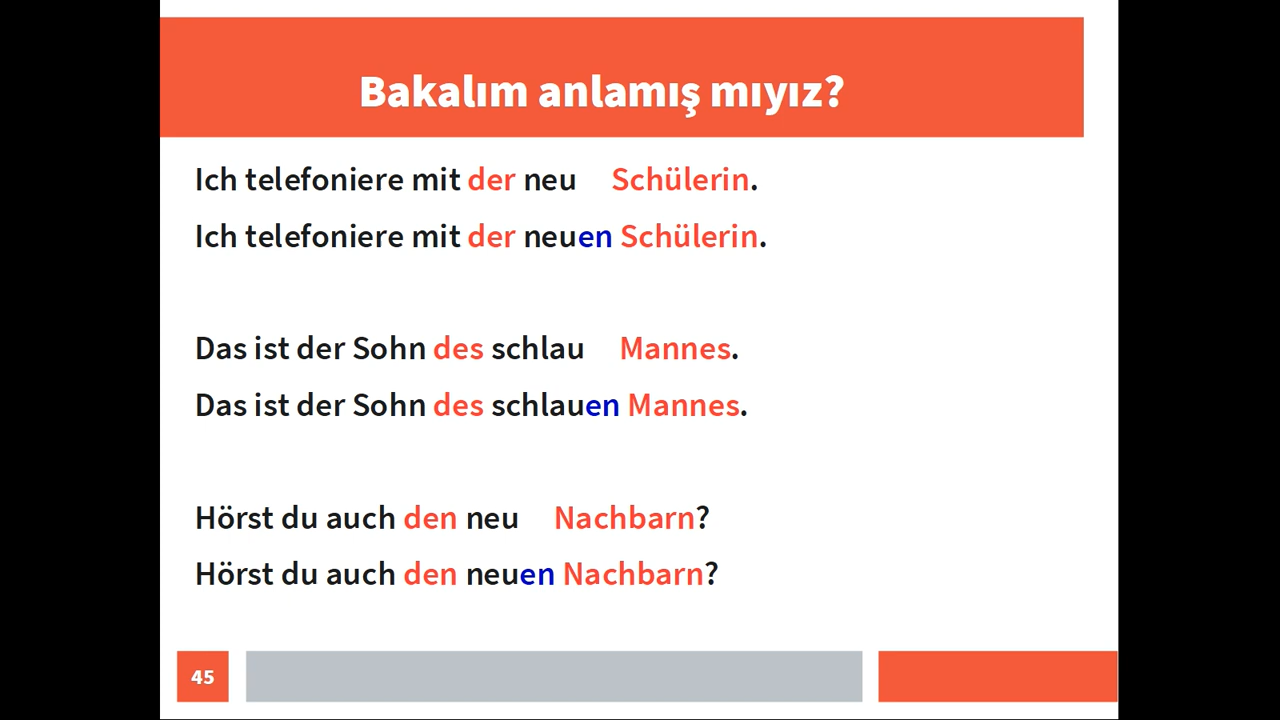 Bakalım anlamış mıyız?
Ich telefoniere mit der neu Schülerin.
Ich telefoniere mit der neuen Schülerin.
Das ist der Sohn des schlau Mannes.
Das ist der Sohn des schlauen Mannes.
Hörst du auch den neu Nachbarn?
Hörst du auch den neuen Nachbarn?
45